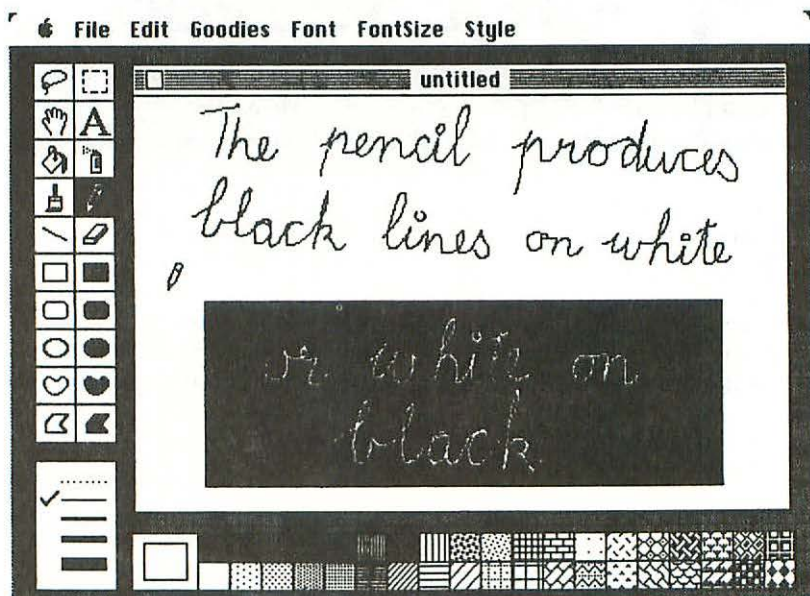 File Edit Goodies Font FontSize Style
untitled
A
The pencil produces
black lines on white
or white on
black